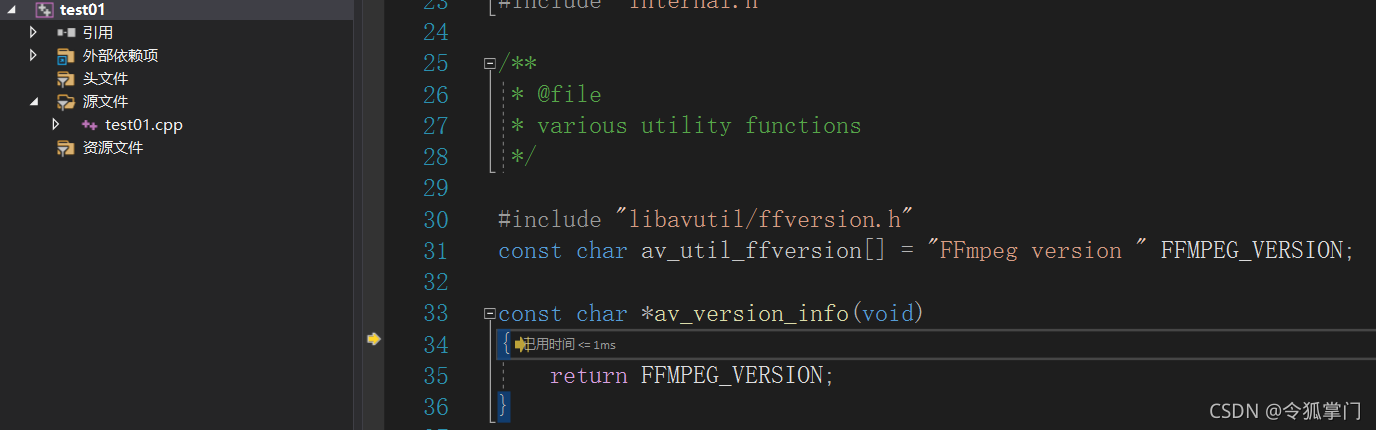 test01
引用
外部依赖项
头文件
源文件
test01.cpp
资源文件
23 #include "internal.h"
24
25 /**
26 * @file
27 * various utility functions
28 */
29
30 #include "libavutil/ffversion.h"
31 const char av_util_ffversion[] = "FFmpeg version " FFMPEG_VERSION;
32
33 const char *av_version_info(void)
34 { 已用时间 <= 1ms
35 return FFMPEG_VERSION;
36 }
CSDN @令狐掌门